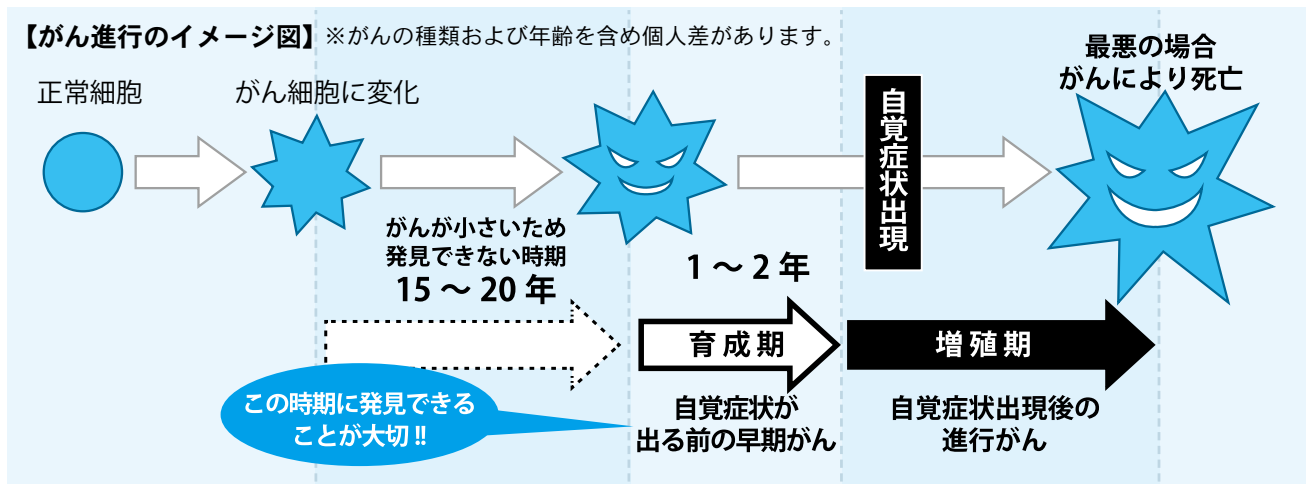 【がん進行のイメージ図】※がんの種類および年齢を含め個人差があります。
正常細胞
がん細胞に変化
最悪の場合
がんにより死亡
自覚症状出現
がんが小さいため
発見できない時期
15～20年
1～2年
育成期
増殖期
この時期に発見できる
ことが大切!!
自覚症状が
出る前の早期がん
自覚症状出現後の
進行がん